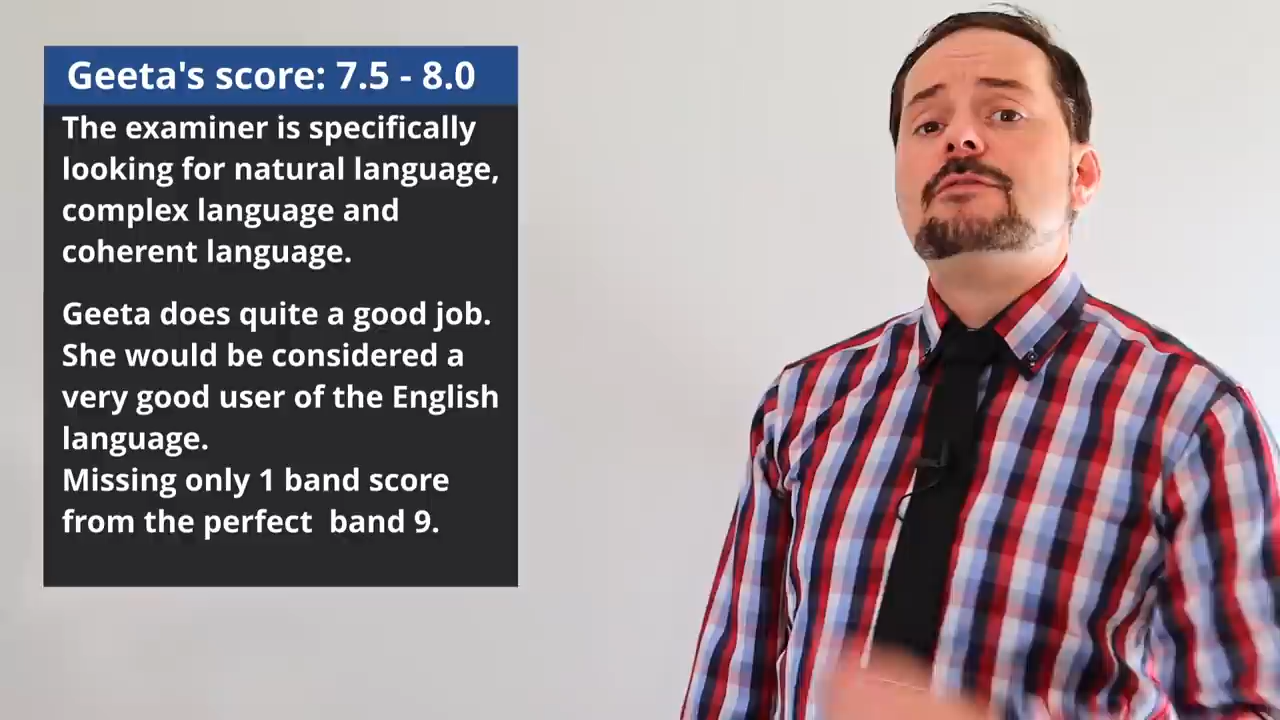 Geeta's score: 7.5 - 8.0
The examiner is specifically
looking for natural language,
complex language and
coherent language.
Geeta does quite a good job.
She would be considered a
very good user of the English
language.
Missing only 1 band score
from the perfect  band 9.